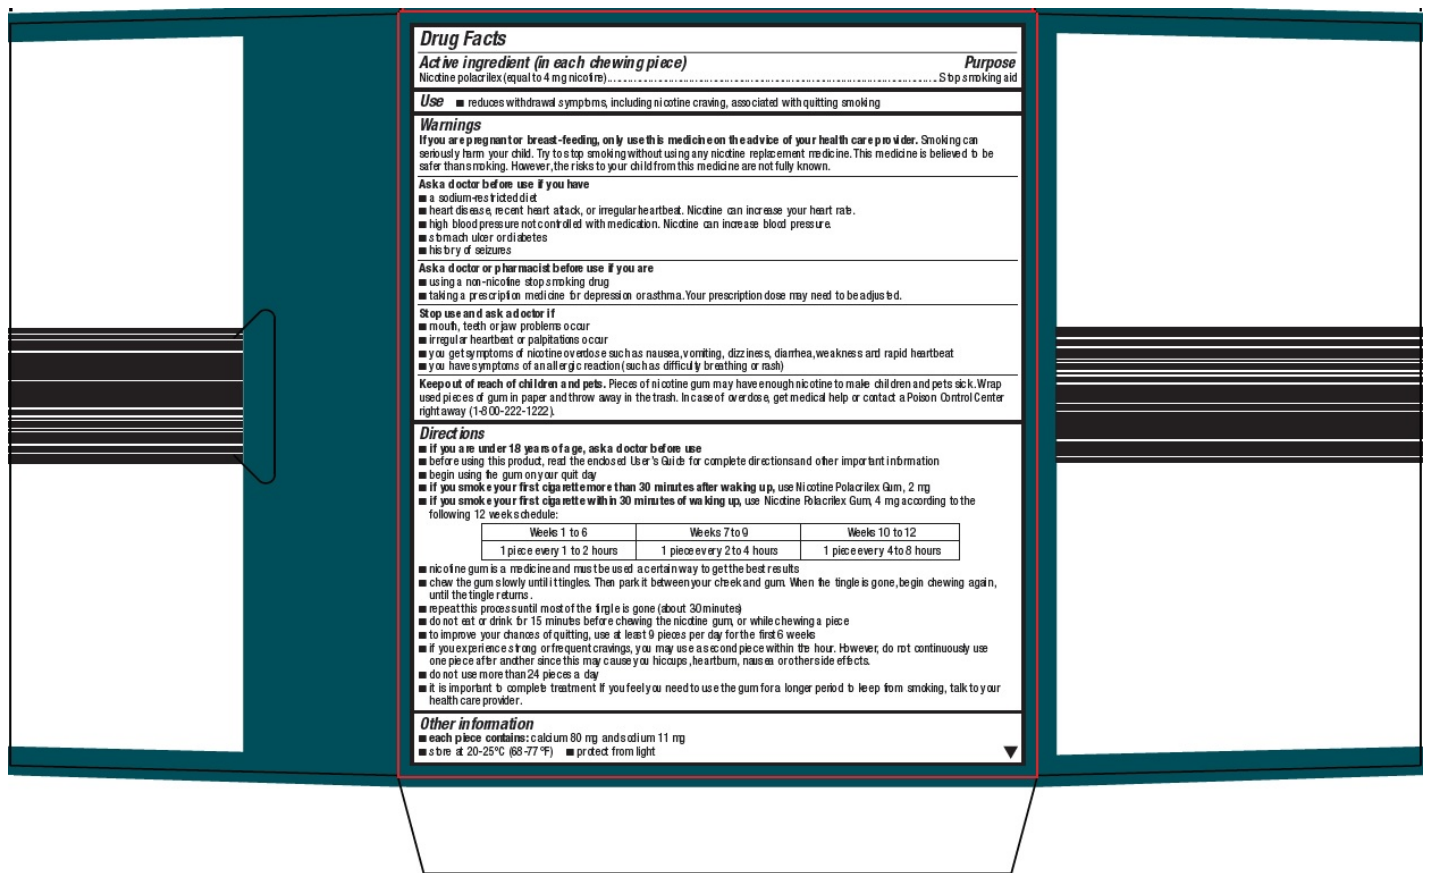 Drug Facts
Active ingredient (in each chewing piece) Purpose
Nicotine polacrilex (equal to 4 mg nicotine)................Stop smoking aid
Use ■ reduces withdrawal symptoms, including nicotine craving, associated with quitting smoking
Warnings
If you are pregnant or breast-feeding, only use this medicine on the advice of your health care provider. Smoking can
seriously harm your child. Try to stop smoking without using any nicotine replacement medicine. This medicine is believed to be
safer than smoking. However, the risks to your child from this medicine are not fully known.
Ask a doctor before use if you have
■ a sodium-restricted diet
■ heart disease, recent heart attack, or irregular heartbeat. Nicotine can increase your heart rate.
■ high blood pressure not controlled with medication. Nicotine can increase blood pressure.
■ stomach ulcer or diabetes
■ history of seizures
Ask a doctor or pharmacist before use if you are
■ using a non-nicotine stop smoking drug
■ taking a prescription medicine for depression or asthma. Your prescription dose may need to be adjusted.
Stop use and ask a doctor if
■ mouth, teeth or jaw problems occur
■ irregular heartbeat or palpitations occur
■ you get symptoms of nicotine overdose such as nausea, vomiting, dizziness, diarrhea, weakness and rapid heartbeat
■ you have symptoms of an allergic reaction (such as difficulty breathing or rash)
Keep out of reach of children and pets. Pieces of nicotine gum may have enough nicotine to make children and pets sick. Wrap
used pieces of gum in paper and throw away in the trash. In case of overdose, get medical help or contact a Poison Control Center
right away (1-800-222-1222).
Directions
■ if you are under 18 years of age, ask a doctor before use
■ before using this product, read the enclosed User's Guide for complete directions and other important information
■ begin using the gum on your quit day
■ if you smoke your first cigarette more than 30 minutes after waking up, use Nicotine Polacrilex Gum, 2 mg
■ if you smoke your first cigarette within 30 minutes of waking up, use Nicotine Polacrilex Gum, 4 mg according to the
following 12 week schedule:
Weeks 1 to 6 Weeks 7 to 9 Weeks 10 to 12
1 piece every 1 to 2 hours 1 piece every 2 to 4 hours 1 piece every 4 to 8 hours
■ nicotine gum is a medicine and must be used a certain way to get the best results
■ chew the gum slowly until it tingles. Then park it between your cheek and gum. When the tingle is gone, begin chewing again,
until the tingle returns.
■ repeat this process until most of the tingle is gone (about 30 minutes)
■ do not eat or drink for 15 minutes before chewing the nicotine gum, or while chewing a piece
■ to improve your chances of quitting, use at least 9 pieces per day for the first 6 weeks
■ if you experience strong or frequent cravings, you may use a second piece within the hour. However, do not continuously use
one piece after another since this may cause you hiccups, heartburn, nausea or other side effects.
■ do not use more than 24 pieces a day
■ it is important to complete treatment. If you feel you need to use the gum for a longer period to keep from smoking, talk to your
health care provider.
Other information
■ each piece contains: calcium 80 mg and sodium 11 mg
■ store at 20-25°C (68-77°F) ■ protect from light